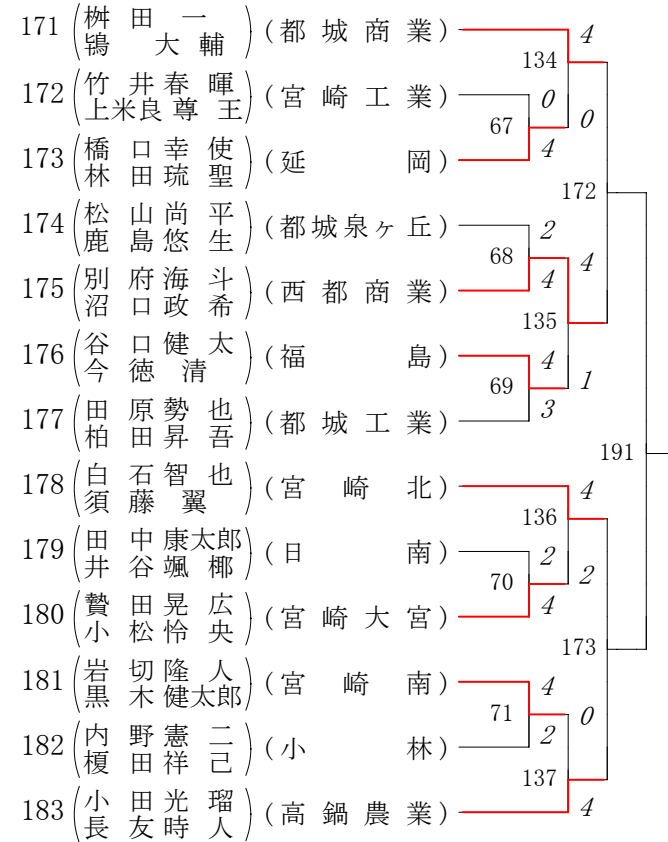 171 (桝田一 鴇大輔) (都城商業) 4
134
172 (竹井春暉 上米良尊王) (宮崎工業) 0
67 0
173 (橋口幸使 林田琉聖) (延岡) 4
172
174 (松山尚平 鹿島悠生) (都城泉ヶ丘) 2
68 4
175 (別府海斗 沼口政希) (西都商業) 4
135
176 (谷口健太 今徳清) (福島) 4
69 1
177 (田原勢也 柏田昇吾) (都城工業) 3
191
178 (白石智也 須藤翼) (宮崎北) 4
136
179 (田中康太郎 井谷颯椰) (日南) 2
70 2
180 (贄田晃広 小松怜央) (宮崎大宮) 4
173
181 (岩切隆人 黒木健太郎) (宮崎南) 4
71 0
182 (内野憲二 榎田祥己) (小林) 2
137
183 (小田光瑠 長友時人) (高鍋農業) 4